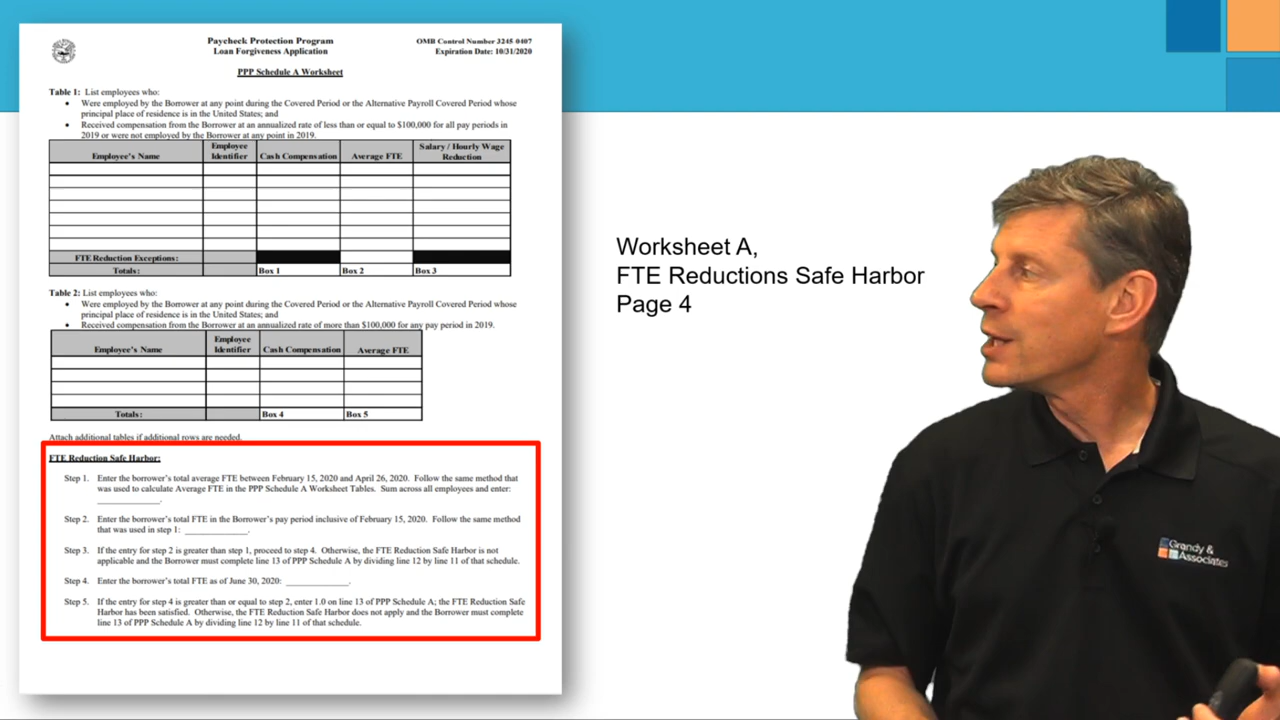 Paycheck Protection Program
Loan Forgiveness Application
OMB Control Number 3245-0407
Expiration Date: 10/31/2020
PPP Schedule A Worksheet
Table 1: List employees who:
• Were employed by the Borrower at any point during the Covered Period or the Alternative Payroll Covered Period whose
principal place of residence is in the United States; and
• Received compensation from the Borrower at an annualized rate of less than or equal to $100,000 for all pay periods in
2019 or were not employed by the Borrower at any point in 2019.
Employee's Name
Employee
Identifier
Cash Compensation
Average FTE
Salary / Hourly Wage
Reduction
FTE Reduction Exceptions:
Totals: Box 1 Box 2 Box 3
Table 2: List employees who:
• Were employed by the Borrower at any point during the Covered Period or the Alternative Payroll Covered Period whose
principal place of residence is in the United States; and
• Received compensation from the Borrower at an annualized rate of more than $100,000 for any pay period in 2019.
Employee's Name
Employee
Identifier
Cash Compensation
Average FTE
Totals: Box 4 Box 5
Attach additional tables if additional rows are needed.
FTE Reduction Safe Harbor:
Step 1. Enter the borrower's total average FTE between February 15, 2020 and April 26, 2020. Follow the same method that
was used to calculate Average FTE in the PPP Schedule A Worksheet Tables. Sum across all employees and enter:
_____________.
Step 2. Enter the borrower's total FTE in the Borrower's pay period inclusive of February 15, 2020. Follow the same method
that was used in step 1: _____________.
Step 3. If the entry for step 2 is greater than step 1, proceed to step 4. Otherwise, the FTE Reduction Safe Harbor is not
applicable and the Borrower must complete line 13 of PPP Schedule A by dividing line 12 by line 11 of that schedule.
Step 4. Enter the borrower's total FTE as of June 30, 2020: _____________.
Step 5. If the entry for step 4 is greater than or equal to step 2, enter 1.0 on line 13 of PPP Schedule A; the FTE Reduction Safe
Harbor has been satisfied. Otherwise, the FTE Reduction Safe Harbor does not apply and the Borrower must complete
line 13 of PPP Schedule A by dividing line 12 by line 11 of that schedule.
Worksheet A,
FTE Reductions Safe Harbor
Page 4
Grandy &
Associates